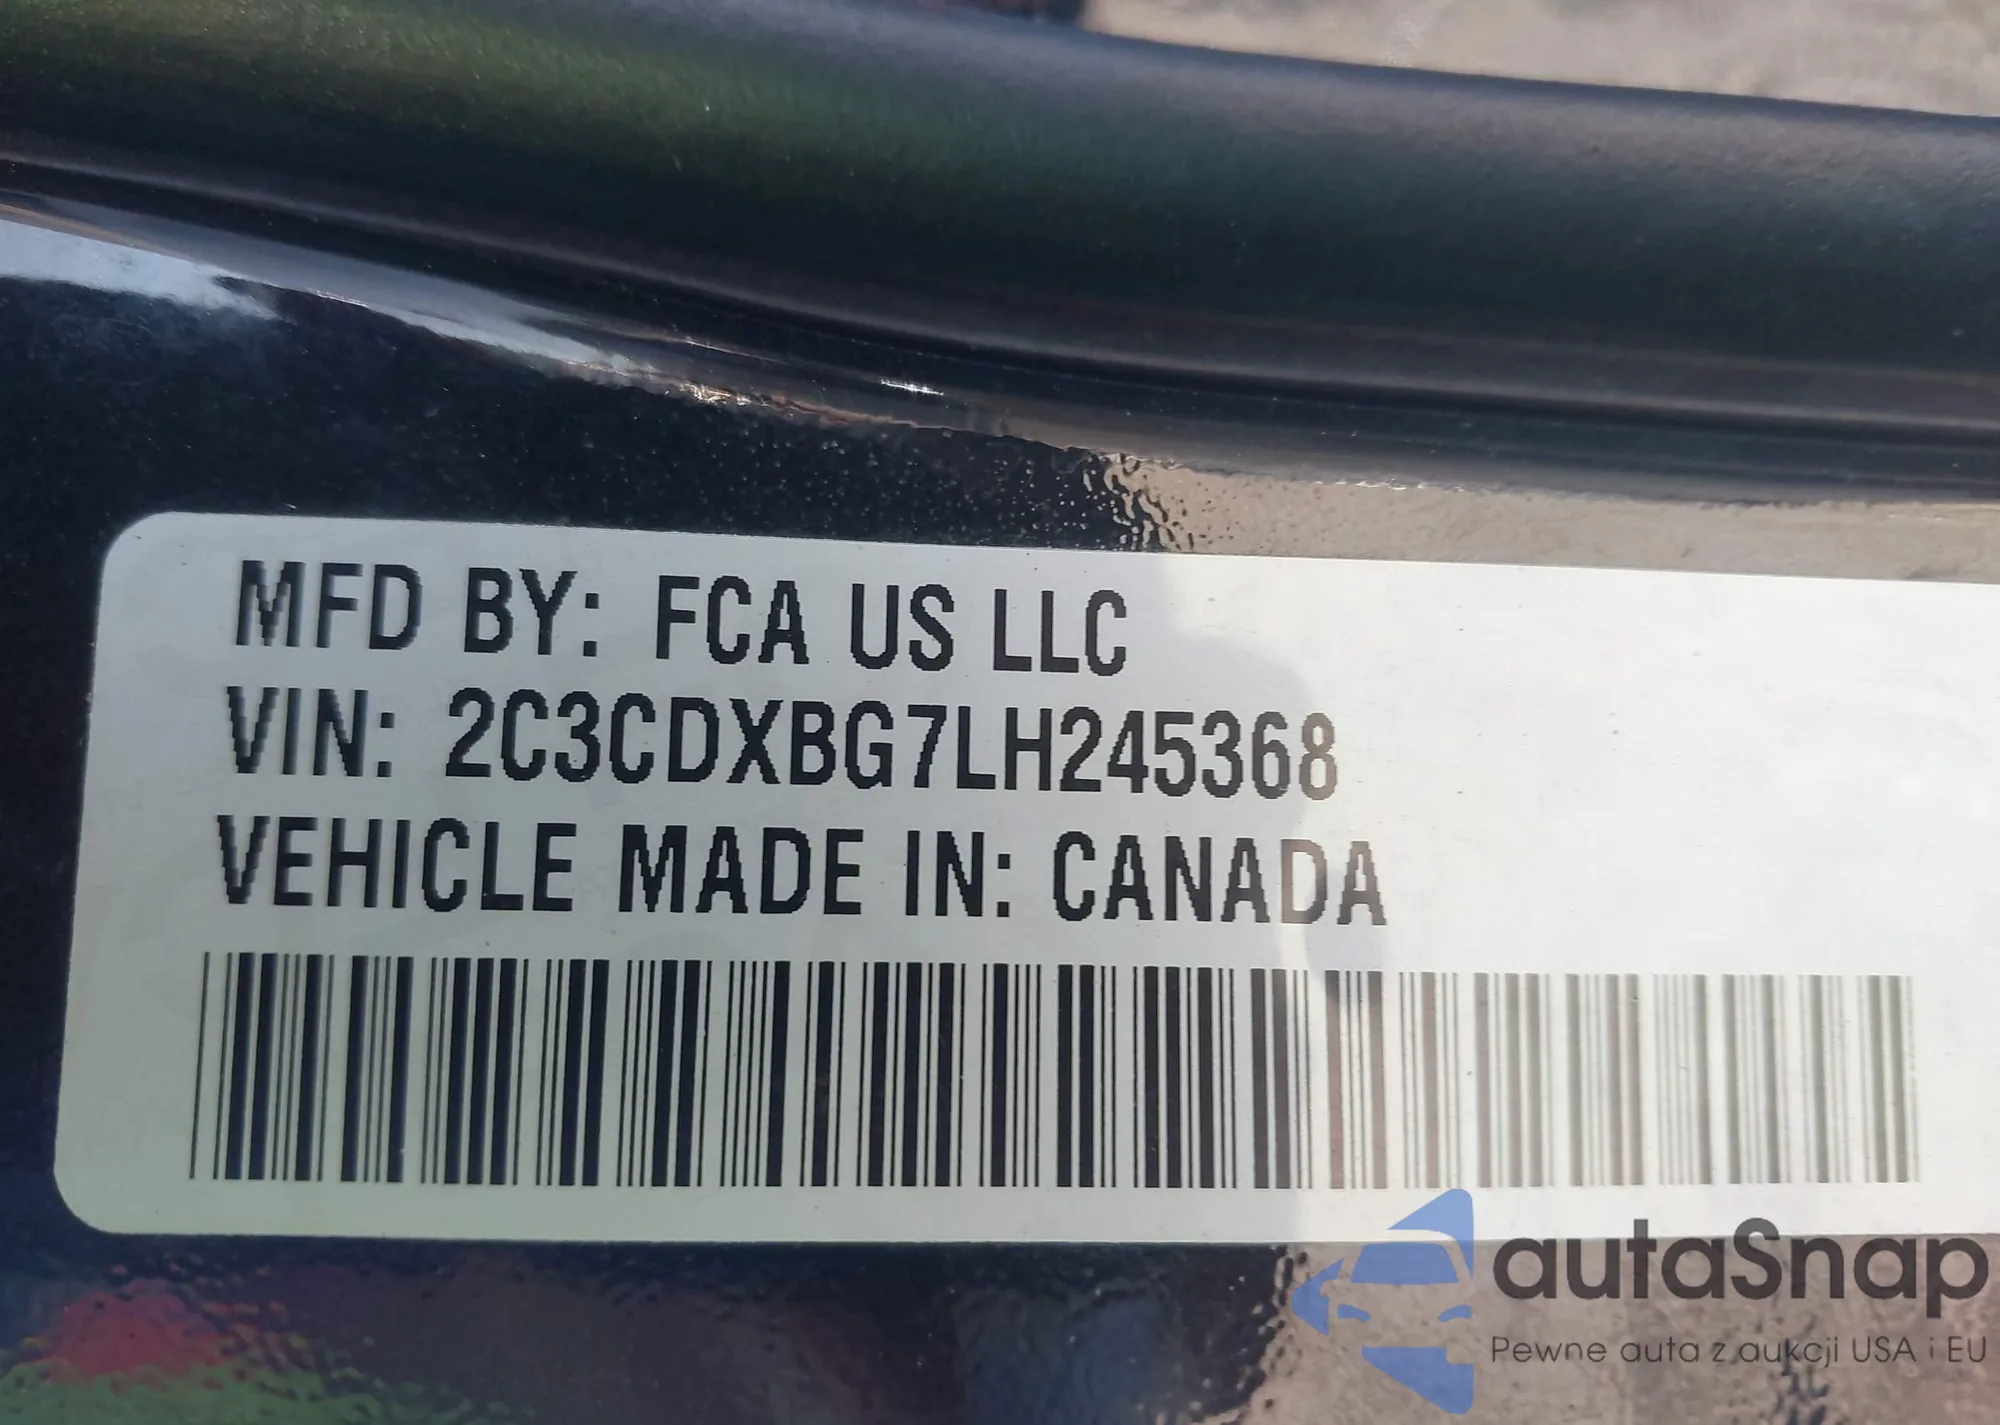 MFD BY: FCA US LLC
VIN: 2C3CDXBG7LH245368
VEHICLE MADE IN: CANADA
autaSnap
Pewne auta z aukcji USA i EU